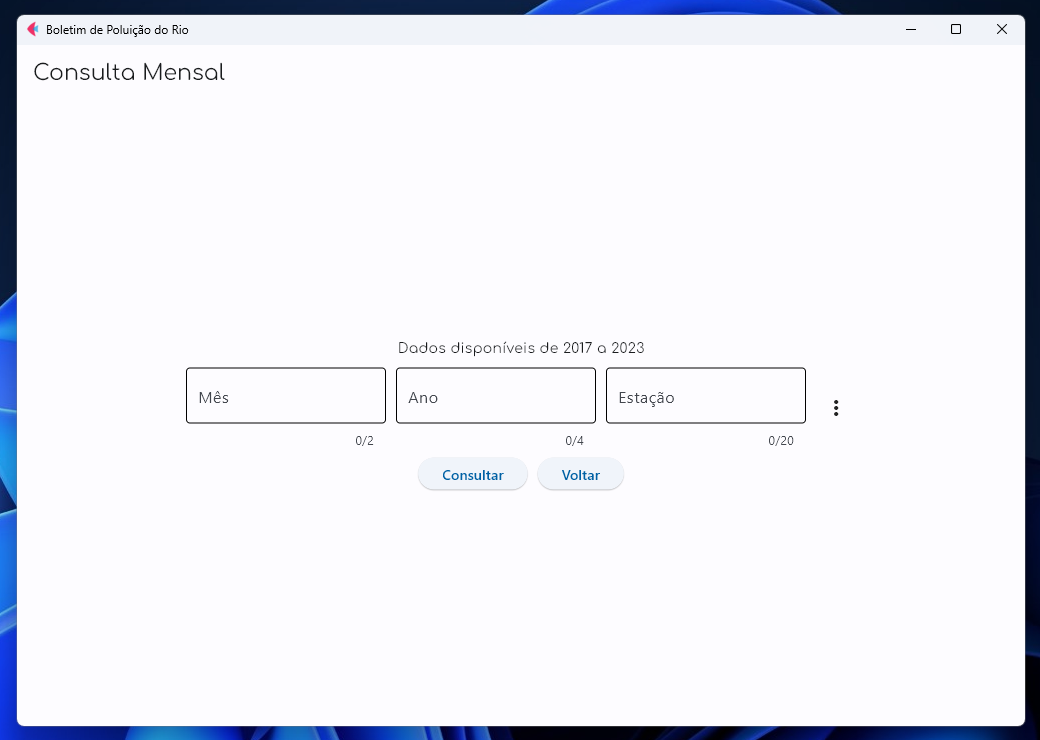 Boletim de Poluição do Rio
Consulta Mensal
Dados disponíveis de 2017 a 2023
Mês Ano Estação
0/2 0/4 0/20
Consultar Voltar